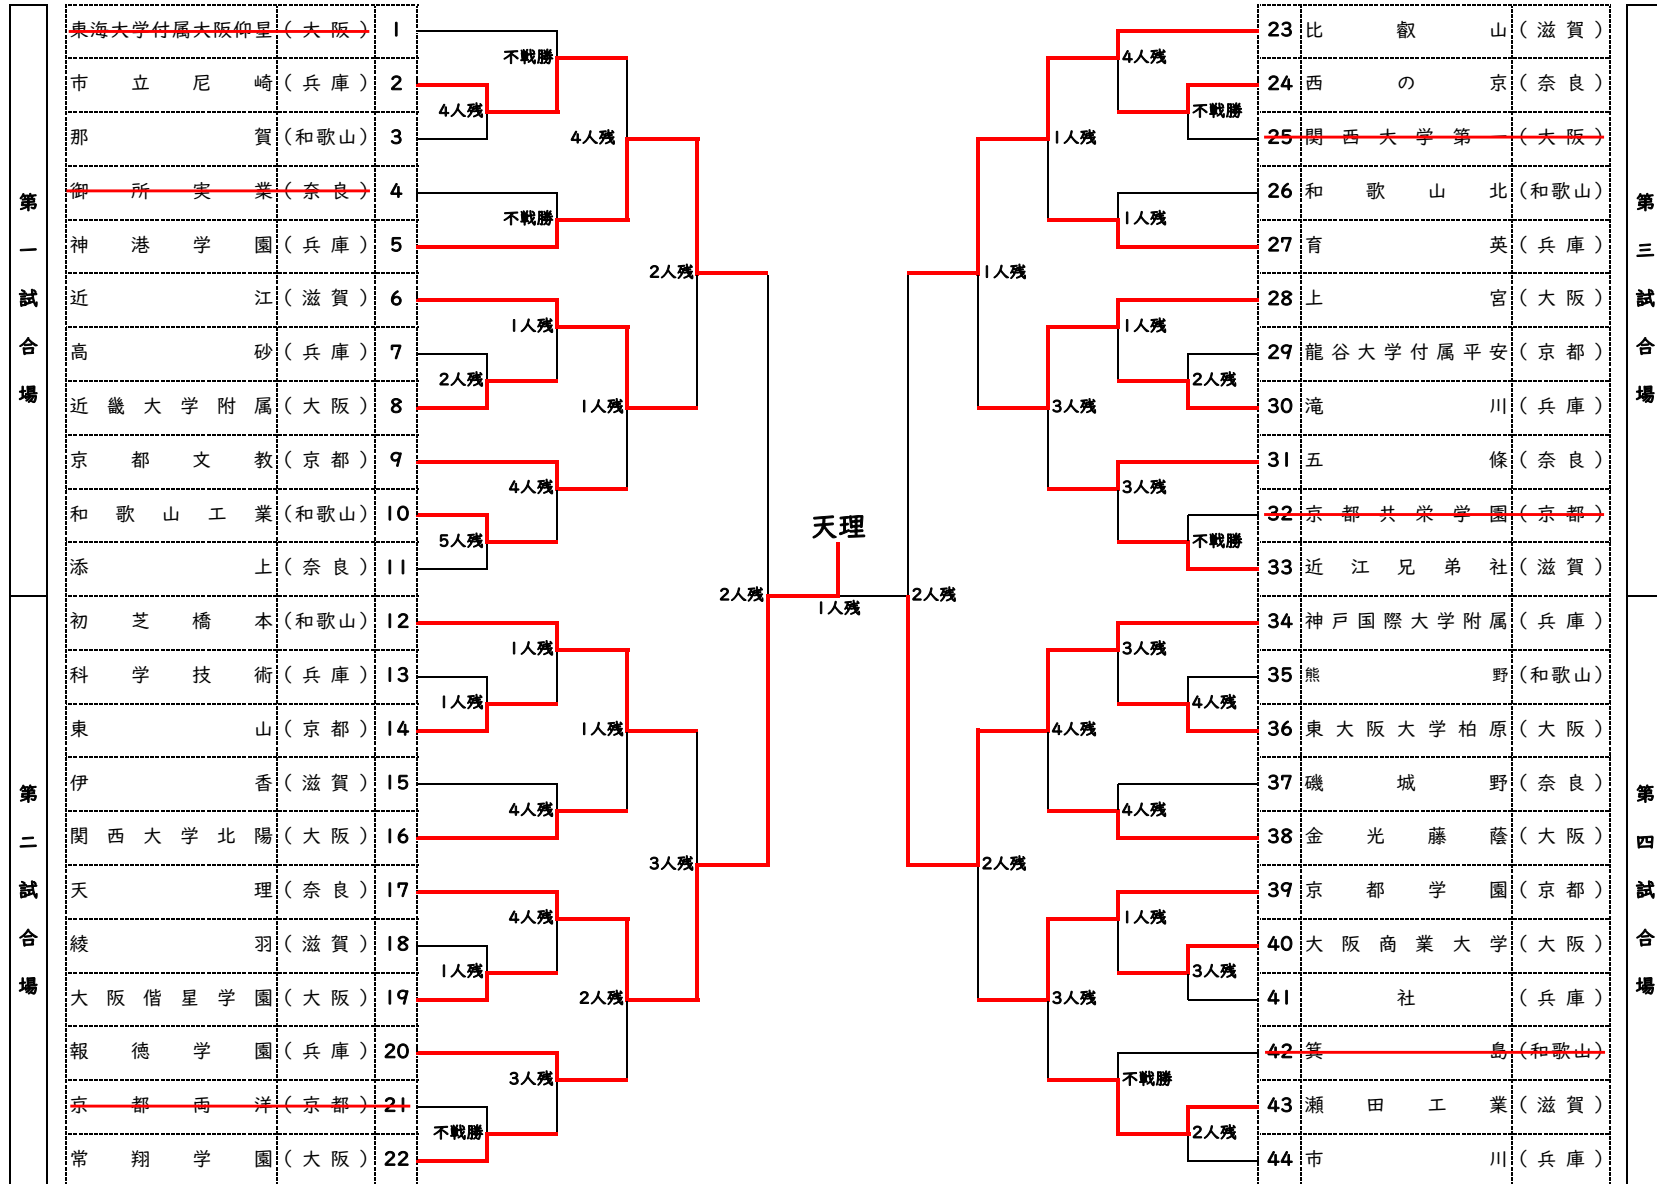 第一試合場
東海大学付属大阪仰星 (大阪) 1
市立尼崎 (兵庫) 2
那賀 (和歌山) 3
御所実業 (奈良) 4
神港学園 (兵庫) 5
近江 (滋賀) 6
高砂 (兵庫) 7
近畿大学附属 (大阪) 8
京都文教 (京都) 9
和歌山工業 (和歌山) 10
添上 (奈良) 11
第二試合場
初芝橋本 (和歌山) 12
科学技術 (兵庫) 13
東山 (京都) 14
伊香 (滋賀) 15
関西大学北陽 (大阪) 16
天理 (奈良) 17
綾羽 (滋賀) 18
大阪偕星学園 (大阪) 19
報徳学園 (兵庫) 20
京都両洋 (京都) 21
常翔学園 (大阪) 22
不戦勝
4人残
不戦勝
1人残
2人残
4人残
5人残
1人残
1人残
4人残
4人残
1人残
3人残
不戦勝
4人残
1人残
1人残
2人残
2人残
3人残
2人残
天理
1人残
2人残
1人残
2人残
1人残
3人残
4人残
3人残
4人残
不戦勝
1人残
1人残
2人残
3人残
不戦勝
3人残
4人残
4人残
1人残
3人残
不戦勝
2人残
第三試合場
23 比叡山 (滋賀)
24 西の京 (奈良)
25 関西大学第一 (大阪)
26 和歌山北 (和歌山)
27 育英 (兵庫)
28 上宮 (大阪)
29 龍谷大学付属平安 (京都)
30 滝川 (兵庫)
31 五條 (奈良)
32 京都共栄学園 (京都)
33 近江兄弟社 (滋賀)
第四試合場
34 神戸国際大学附属 (兵庫)
35 熊野 (和歌山)
36 東大阪大学柏原 (大阪)
37 磯城野 (奈良)
38 金光藤蔭 (大阪)
39 京都学園 (京都)
40 大阪商業大学 (大阪)
41 社 (兵庫)
42 箕島 (和歌山)
43 瀬田工業 (滋賀)
44 市川 (兵庫)